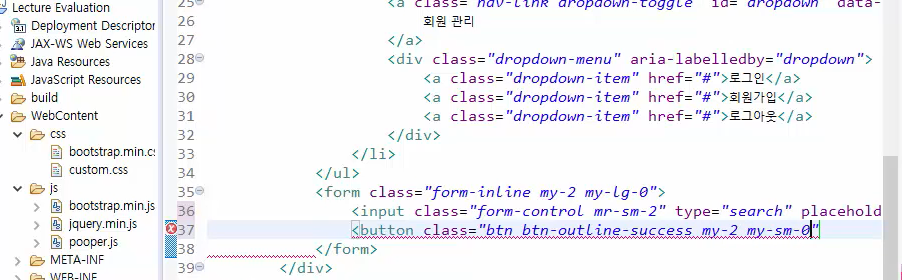 Lecture Evaluation
Deployment Descriptor
JAX-WS Web Services
Java Resources
JavaScript Resources
build
WebContent
css
bootstrap.min.cs
custom.css
js
bootstrap.min.js
jquery.min.js
pooper.js
META-INF
WEB-INF
25 <a class="nav-link dropdown-toggle" id="dropdown" data-
26 회원 관리
27 </a>
28 <div class="dropdown-menu" aria-labelledby="dropdown">
29 <a class="dropdown-item" href="#">로그인</a>
30 <a class="dropdown-item" href="#">회원가입</a>
31 <a class="dropdown-item" href="#">로그아웃</a>
32 </div>
33 </li>
34 </ul>
35 <form class="form-inline my-2 my-lg-0">
36 <input class="form-control mr-sm-2" type="search" placehold
37 <button class="btn btn-outline-success my-2 my-sm-0"
38 </form>
39 </div>